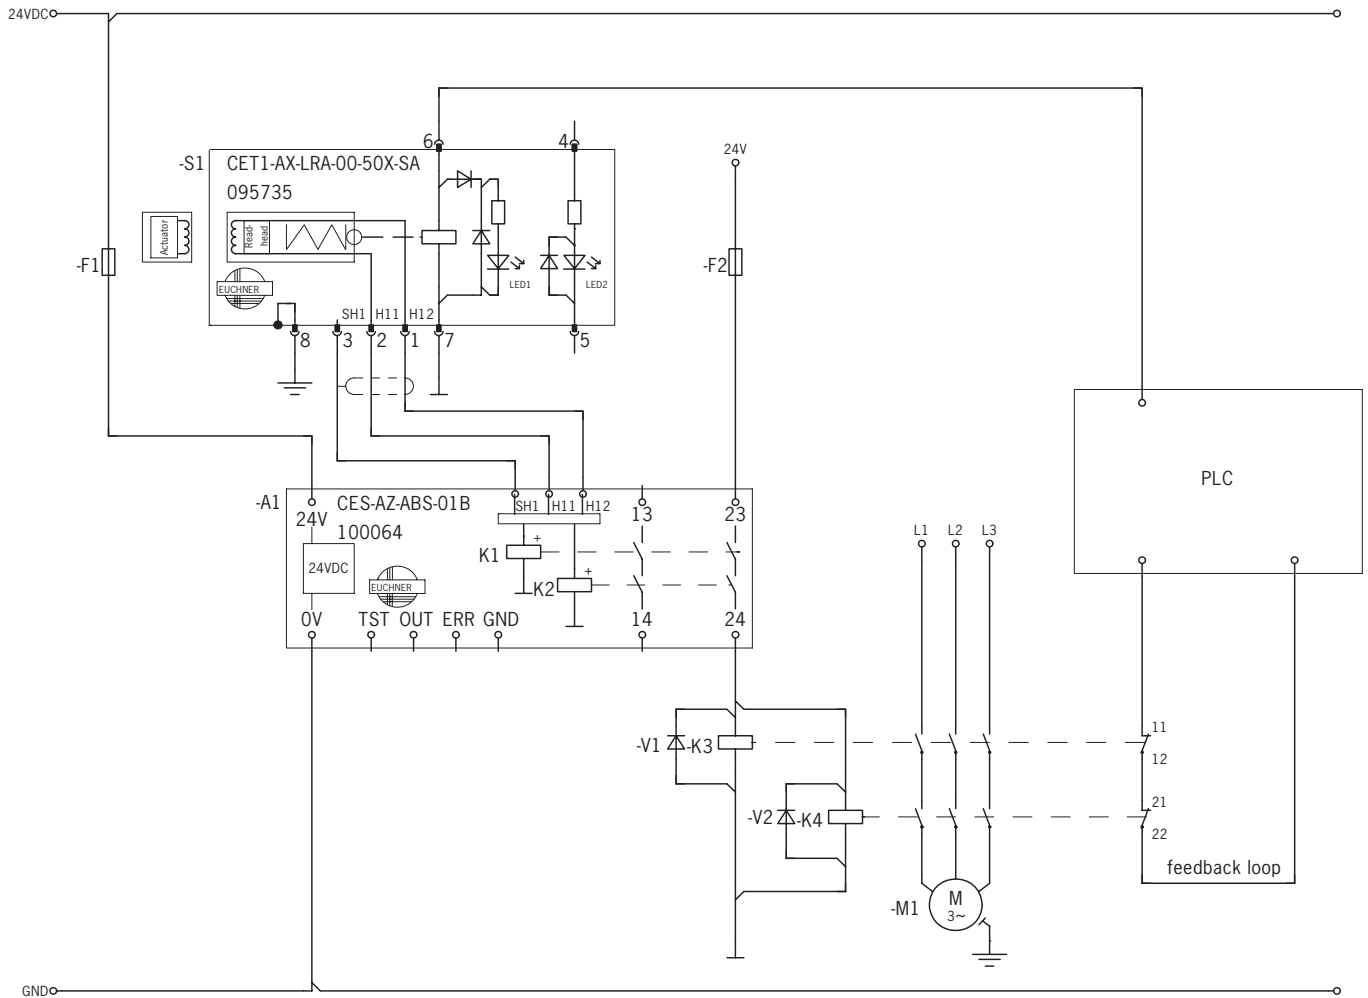 24VDC
6
4
-S1
CET1-AX-LRA-00-50X-SA
095735
24V
Actuator
Read-
head
-F1
-F2
EUCHNER
LED1
LED2
SH1
H11
H12
8
3
2
1
7
5
PLC
-A1
CES-AZ-ABS-01B
100064
24V
SH1
H11
H12
13
23
L1
L2
L3
K1
+
24VDC
K2
+
EUCHNER
0V
TST
OUT
ERR
GND
14
24
-V1
-K3
11
12
-V2
-K4
21
22
feedback loop
-M1
M
3~
GND